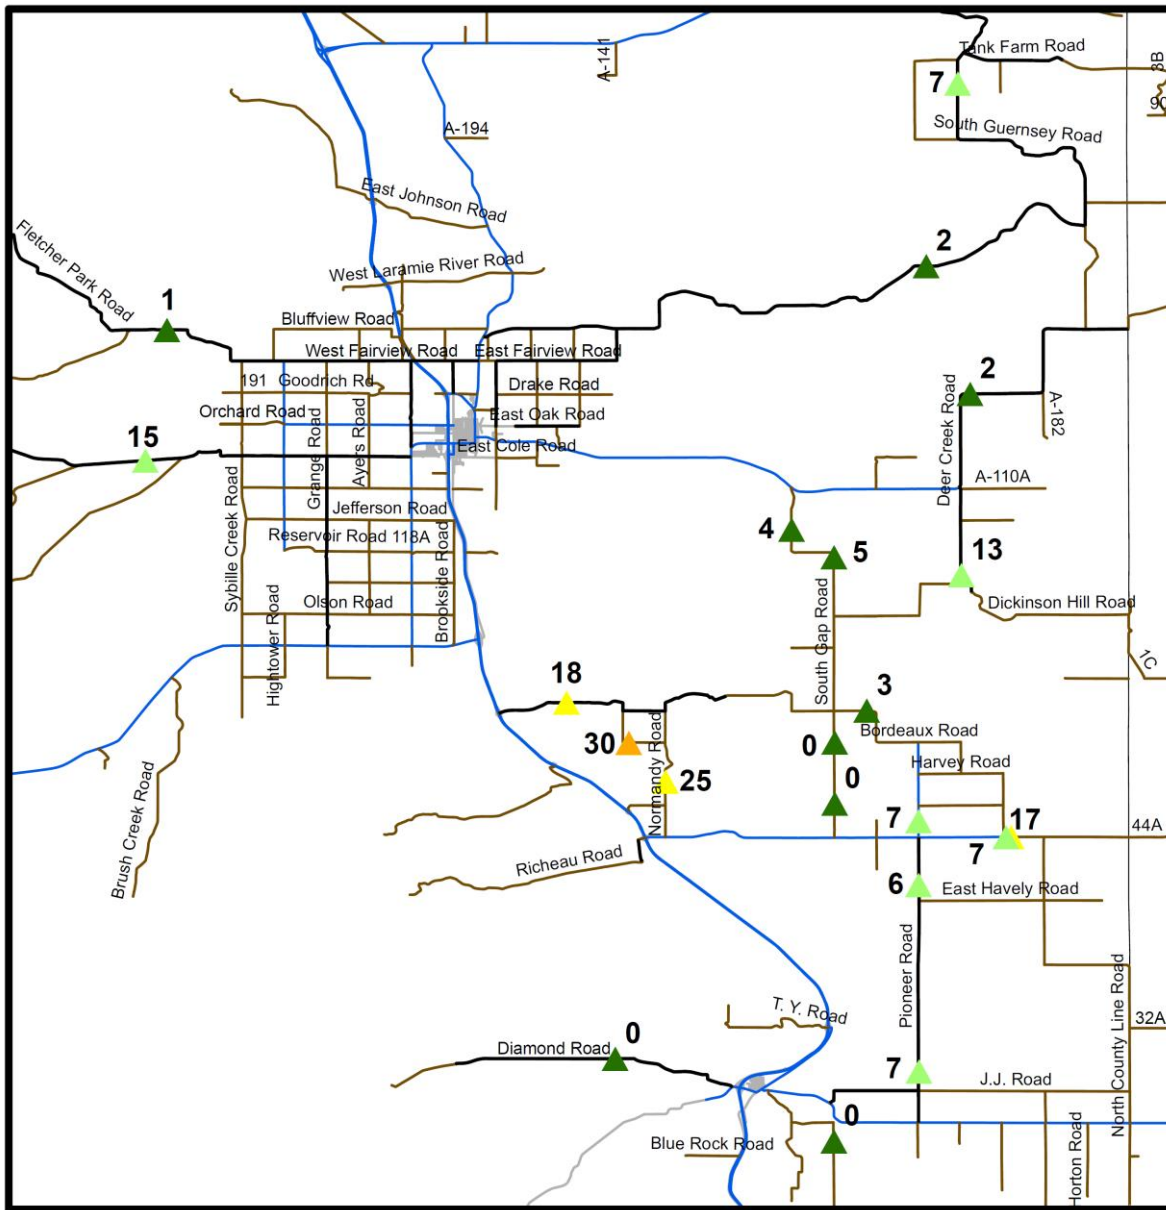 Tank Farm Road
A-141
3B
7
90
South Guernsey Road
A-194
East Johnson Road
Fletcher Park Road
2
West Laramie River Road
1
Bluffview Road
West Fairview Road
East Fairview Road
191
Goodrich Rd
Drake Road
2
Orchard Road
East Oak Road
A-182
15
Grange Road
Ayers Road
East Cole Road
Deer Creek Road
A-110A
Sybille Creek Road
Jefferson Road
4
5
Reservoir Road 118A
13
Brookside Road
Olson Road
Dickinson Hill Road
Hightower Road
South Gap Road
1C
18
3
Bordeaux Road
30
Normandy Road
0
Harvey Road
25
0
Brush Creek Road
7
17
44A
7
Richeau Road
6
East Havely Road
Pioneer Road
North County Line Road
T. Y. Road
32A
0
Diamond Road
7
J.J. Road
0
Blue Rock Road
Horton Road